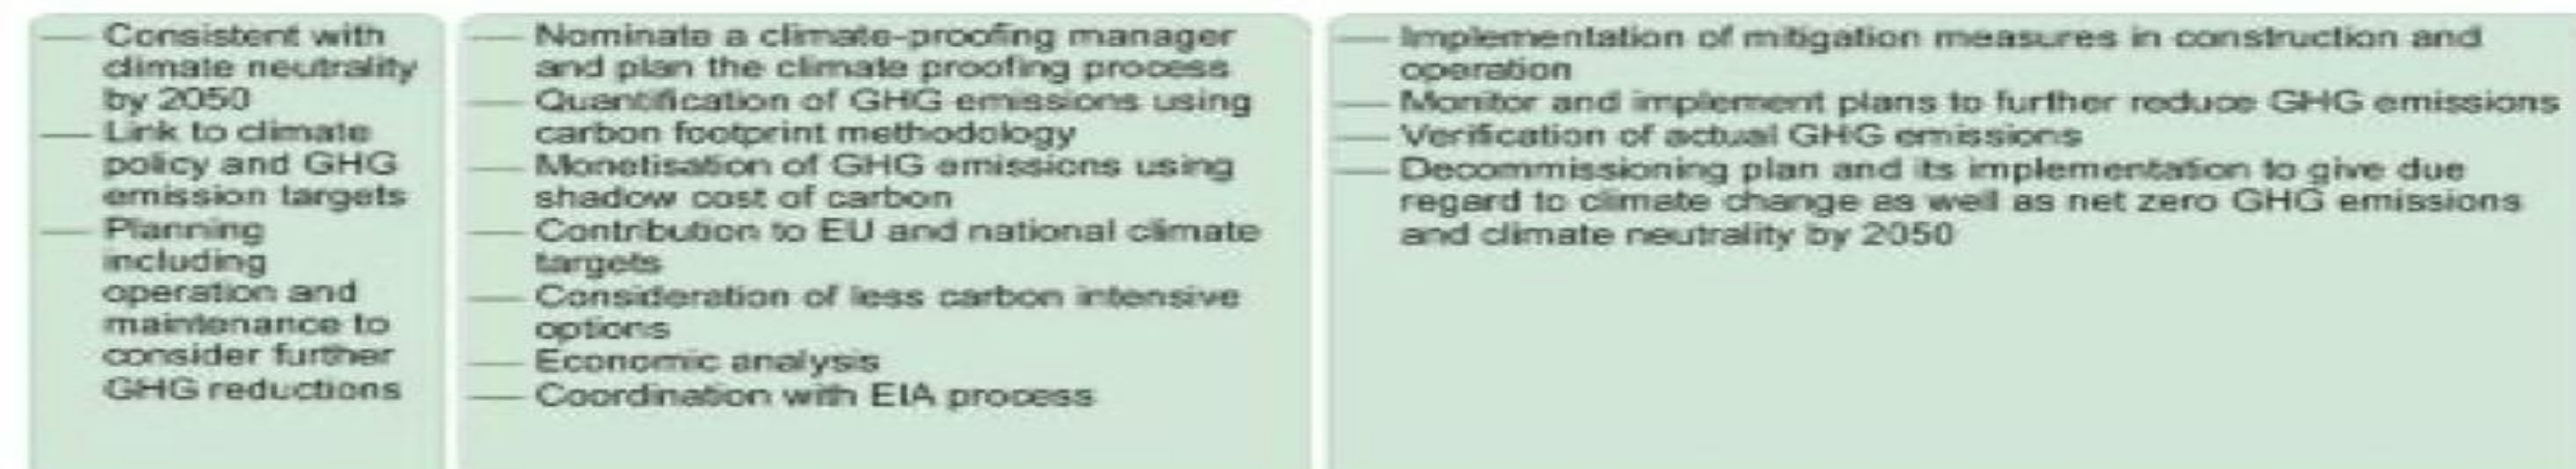 — Consistent with
climate neutrality
by 2050
— Link to climate
policy and GHG
emission targets
— Planning
including
operation and
maintenance to
consider further
GHG reductions
— Nominate a climate-proofing manager
and plan the climate proofing process
— Quantification of GHG emissions using
carbon footprint methodology
— Monetisation of GHG emissions using
shadow cost of carbon
— Contribution to EU and national climate
targets
— Consideration of less carbon intensive
options
— Economic analysis
— Coordination with EIA process
— Implementation of mitigation measures in construction and
operation
— Monitor and implement plans to further reduce GHG emissions
— Verification of actual GHG emissions
— Decommissioning plan and its implementation to give due
regard to climate change as well as net zero GHG emissions
and climate neutrality by 2050